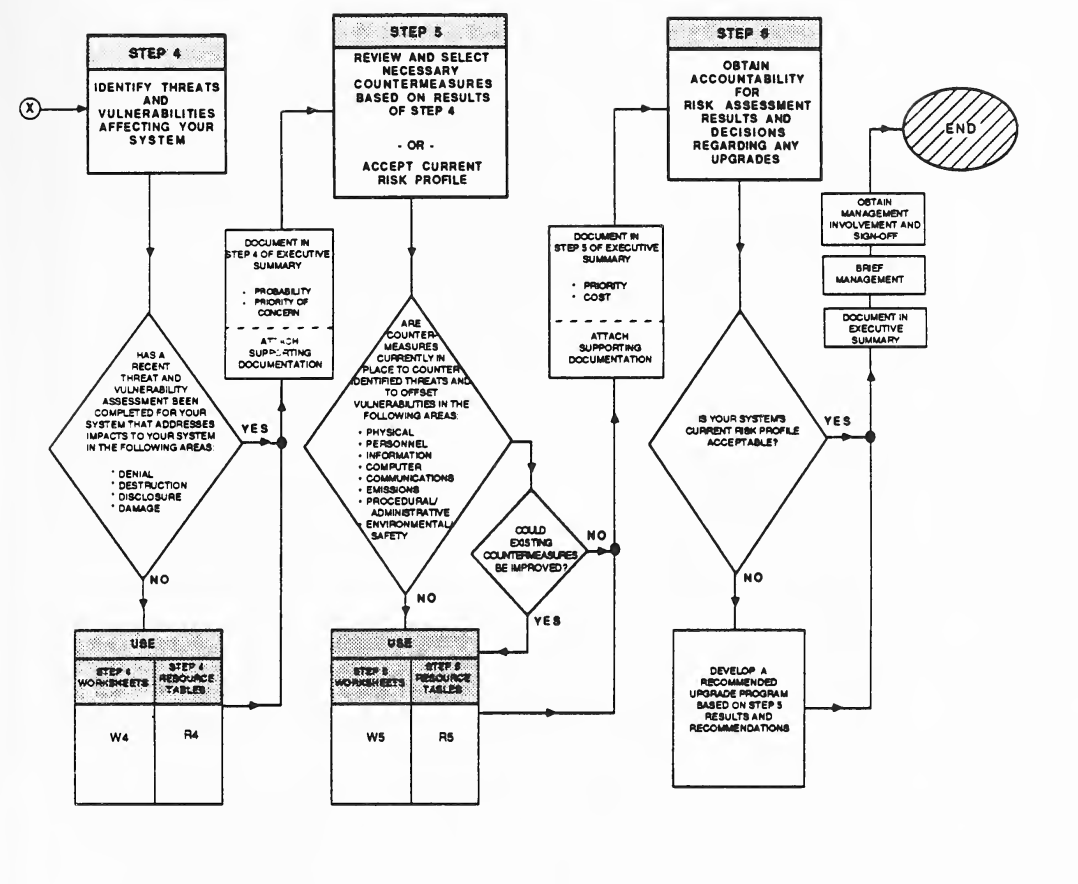 X
STEP 4
IDENTIFY THREATS
AND
VULNERABILITIES
AFFECTING YOUR
SYSTEM
HAS A
RECENT
THREAT AND
VULNERABILITY
ASSESSMENT BEEN
COMPLETED FOR YOUR
SYSTEM THAT ADDRESSES
IMPACTS TO YOUR SYSTEM
IN THE FOLLOWING AREAS:
* DENIAL
* DESTRUCTION
* DISCLOSURE
* DAMAGE
YES
NO
USE
STEP 4
WORKSHEETS
STEP 4
RESOURCE
TABLES
W4
R4
DOCUMENT IN
STEP 4 OF EXECUTIVE
SUMMARY
• PROBABILITY
• PRIORITY OF
CONCERN
ATTACH
SUPPORTING
DOCUMENTATION
STEP 5
REVIEW AND SELECT
NECESSARY
COUNTERMEASURES
BASED ON RESULTS
OF STEP 4
- OR -
ACCEPT CURRENT
RISK PROFILE
ARE
COUNTER-
MEASURES
CURRENTLY IN
PLACE TO COUNTER
IDENTIFIED THREATS AND
TO OFFSET
VULNERABILITIES IN THE
FOLLOWING AREAS:
• PHYSICAL
• PERSONNEL
• INFORMATION
• COMPUTER
• COMMUNICATIONS
• EMISSIONS
• PROCEDURAL/
ADMINISTRATIVE
• ENVIRONMENTAL/
SAFETY
NO
COULD
EXISTING
COUNTERMEASURES
BE IMPROVED?
NO
YES
USE
STEP 5
WORKSHEETS
STEP 5
RESOURCE
TABLES
W5
R5
DOCUMENT IN
STEP 5 OF EXECUTIVE
SUMMARY
• PRIORITY
• COST
ATTACH
SUPPORTING
DOCUMENTATION
STEP 6
OBTAIN
ACCOUNTABILITY
FOR
RISK ASSESSMENT
RESULTS AND
DECISIONS
REGARDING ANY
UPGRADES
IS YOUR SYSTEM'S
CURRENT RISK PROFILE
ACCEPTABLE?
YES
NO
DEVELOP A
RECOMMENDED
UPGRADE PROGRAM
BASED ON STEP 5
RESULTS AND
RECOMMENDATIONS
DOCUMENT IN
EXECUTIVE
SUMMARY
BRIEF
MANAGEMENT
OBTAIN
MANAGEMENT
INVOLVEMENT AND
SIGN-OFF
END